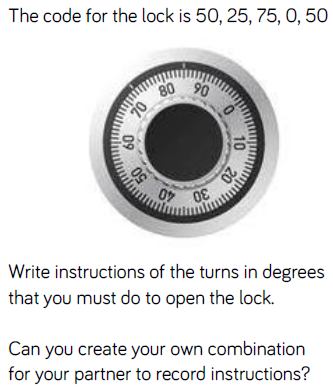 The code for the lock is 50, 25, 75, 0, 50
80
90
70
0
60
10
50
20
40
30
Write instructions of the turns in degrees
that you must do to open the lock.
Can you create your own combination
for your partner to record instructions?